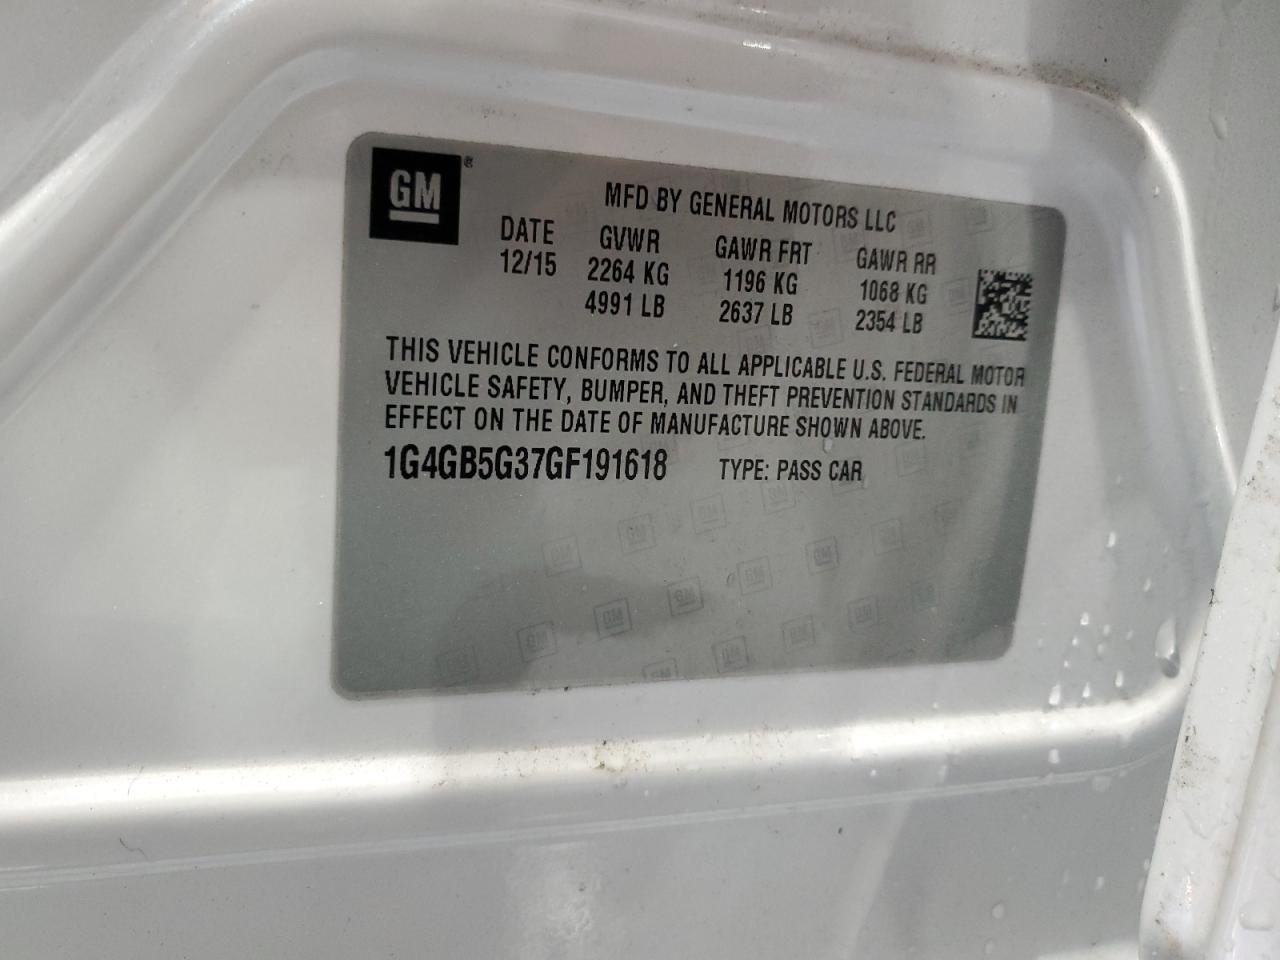 GM ®
MFD BY GENERAL MOTORS LLC
DATE GVWR GAWR FRT GAWR RR
12/15 2264 KG 1196 KG 1068 KG
4991 LB 2637 LB 2354 LB
THIS VEHICLE CONFORMS TO ALL APPLICABLE U.S. FEDERAL MOTOR
VEHICLE SAFETY, BUMPER, AND THEFT PREVENTION STANDARDS IN
EFFECT ON THE DATE OF MANUFACTURE SHOWN ABOVE.
1G4GB5G37GF191618 TYPE: PASS CAR